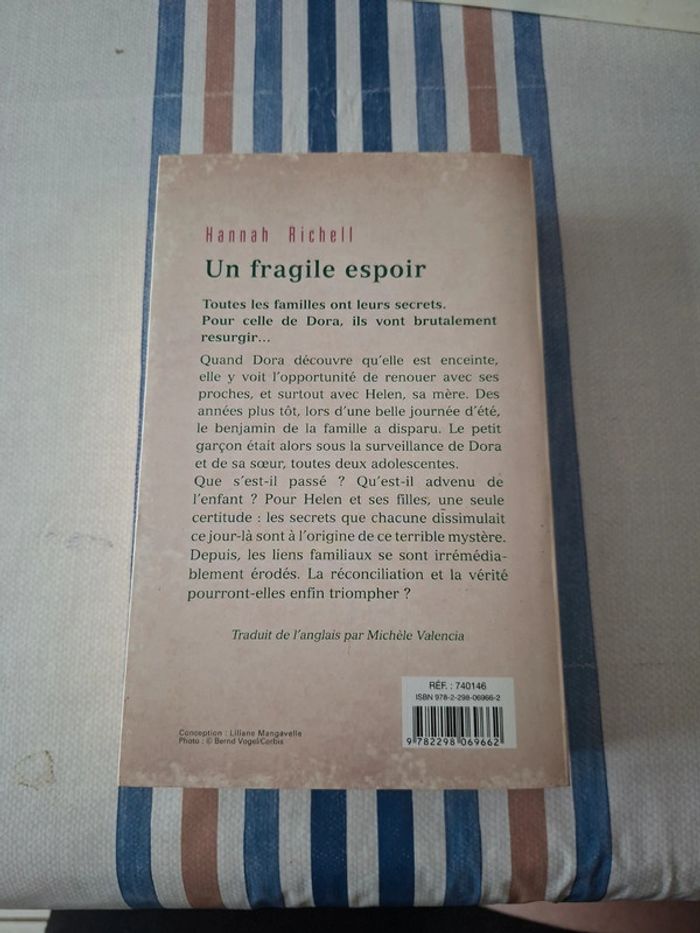 Hannah Richell
Un fragile espoir
Toutes les familles ont leurs secrets.
Pour celle de Dora, ils vont brutalement
resurgir...
Quand Dora découvre qu'elle est enceinte,
elle y voit l'opportunité de renouer avec ses
proches, et surtout avec Helen, sa mère. Des
années plus tôt, lors d'une belle journée d'été,
le benjamin de la famille a disparu. Le petit
garçon était alors sous la surveillance de Dora
et de sa sœur, toutes deux adolescentes.
Que s'est-il passé ? Qu'est-il advenu de
l'enfant ? Pour Helen et ses filles, une seule
certitude : les secrets que chacune dissimulait
ce jour-là sont à l'origine de ce terrible mystère.
Depuis, les liens familiaux se sont irrémédia-
blement érodés. La réconciliation et la vérité
pourront-elles enfin triompher ?
Traduit de l'anglais par Michèle Valencia
RÉF. : 740146
ISBN 978-2-298-06966-2
9 782298 069662
Conception : Liliane Mangavelle
Photo : © Bernd Vogel/Corbis